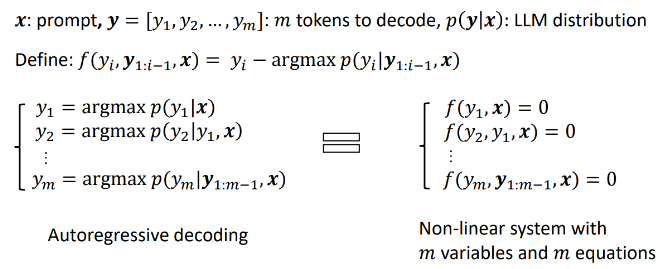 x: prompt, y = [y₁, y₂, …, yₘ]: m tokens to decode, p(y|x): LLM distribution
Define: f(yᵢ, y₁:ᵢ₋₁, x) = yᵢ − argmax p(yᵢ|y₁:ᵢ₋₁, x)
y₁ = argmax p(y₁|x)
y₂ = argmax p(y₂|y₁, x)
⋮
yₘ = argmax p(yₘ|y₁:ₘ₋₁, x)
Autoregressive decoding
=
f(y₁, x) = 0
f(y₂, y₁, x) = 0
⋮
f(yₘ, y₁:ₘ₋₁, x) = 0
Non-linear system with
m variables and m equations